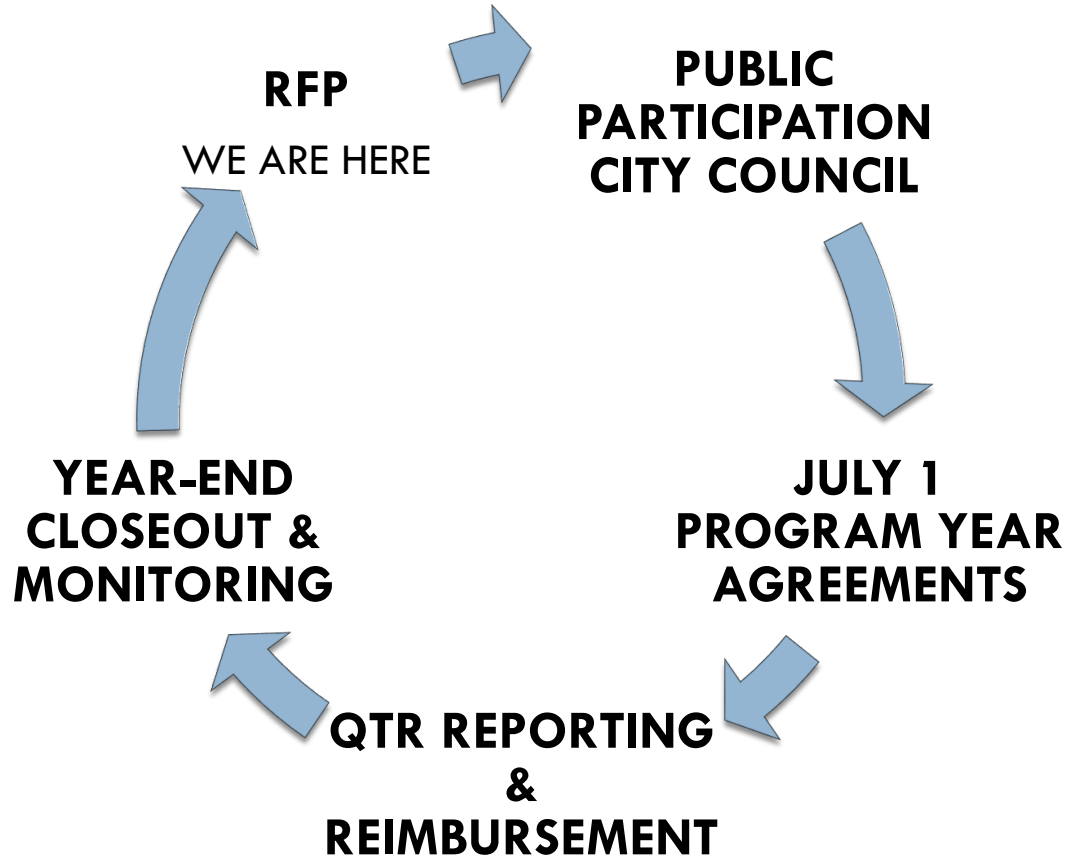 RFP
WE ARE HERE
PUBLIC
PARTICIPATION
CITY COUNCIL
JULY 1
PROGRAM YEAR
AGREEMENTS
QTR REPORTING
&
REIMBURSEMENT
YEAR-END
CLOSEOUT &
MONITORING